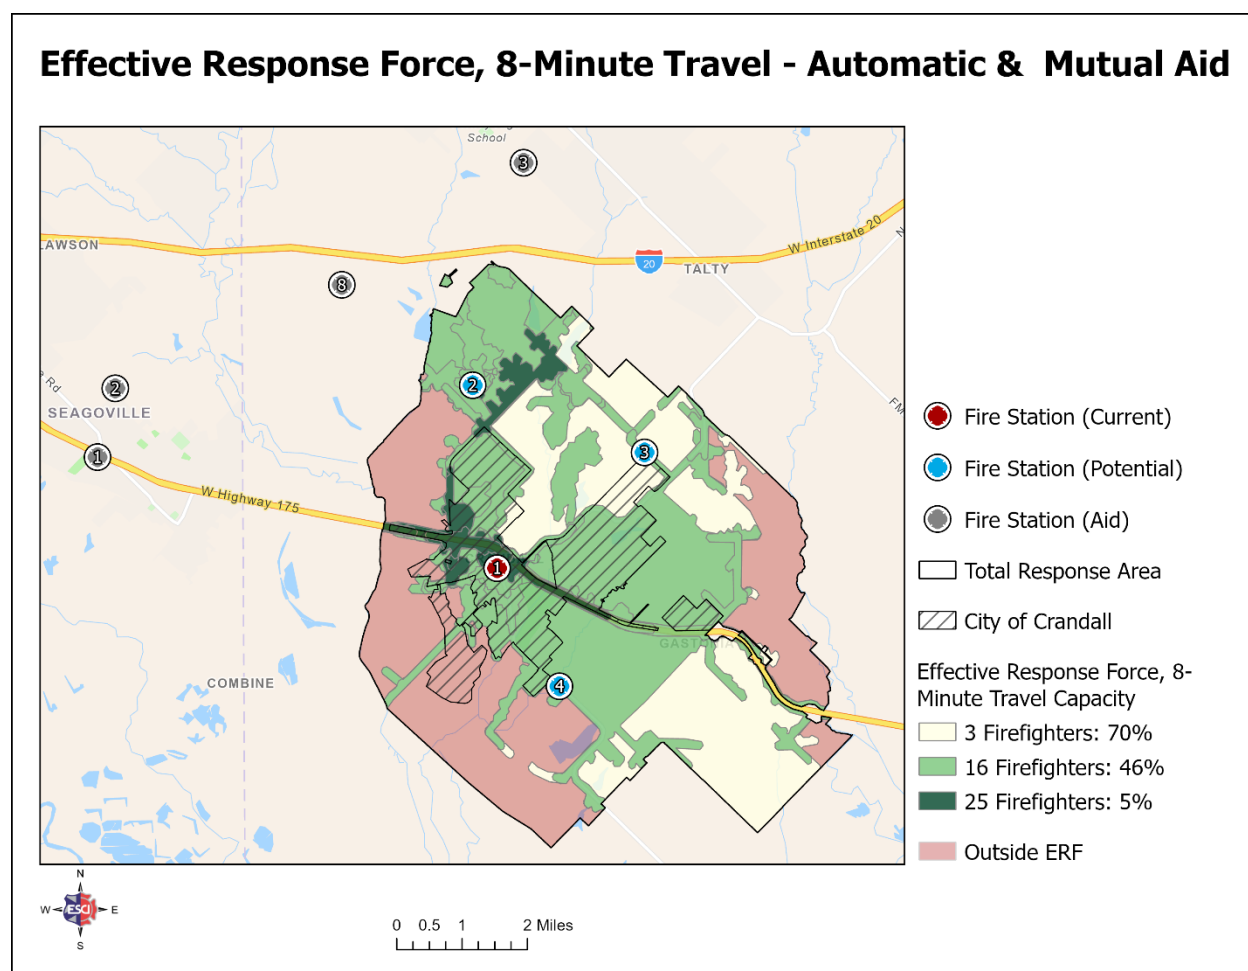 Effective Response Force, 8-Minute Travel - Automatic & Mutual Aid
School
3
W Interstate 20
LAWSON
N
20
TALTY
8
2
2
e Rd
SEAGOVILLE
FM
3
1
W Highway 175
1
GASTONIA
COMBINE
4
Fire Station (Current)
Fire Station (Potential)
Fire Station (Aid)
Total Response Area
City of Crandall
Effective Response Force, 8-
Minute Travel Capacity
3 Firefighters: 70%
16 Firefighters: 46%
25 Firefighters: 5%
Outside ERF
N
W
ESCI
E
S
0 0.5 1 2 Miles